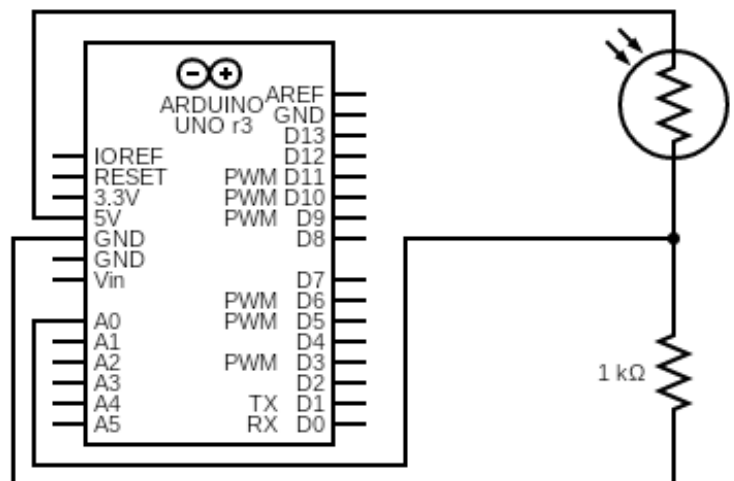 ARDUINO
UNO r3
AREF
GND
D13
IOREF D12
RESET PWM D11
3.3V PWM D10
5V PWM D9
GND D8
GND
Vin D7
PWM D6
A0 PWM D5
A1 D4
A2 PWM D3
A3 D2
A4 TX D1
A5 RX D0
1 kΩ